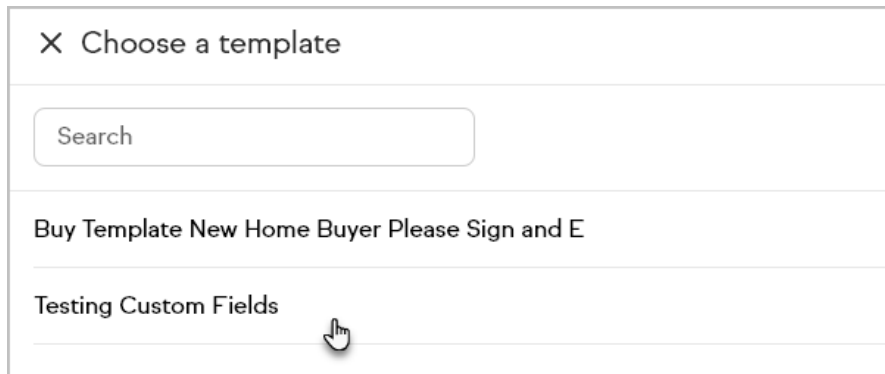 Choose a template
Search
Buy Template New Home Buyer Please Sign and E
Testing Custom Fields